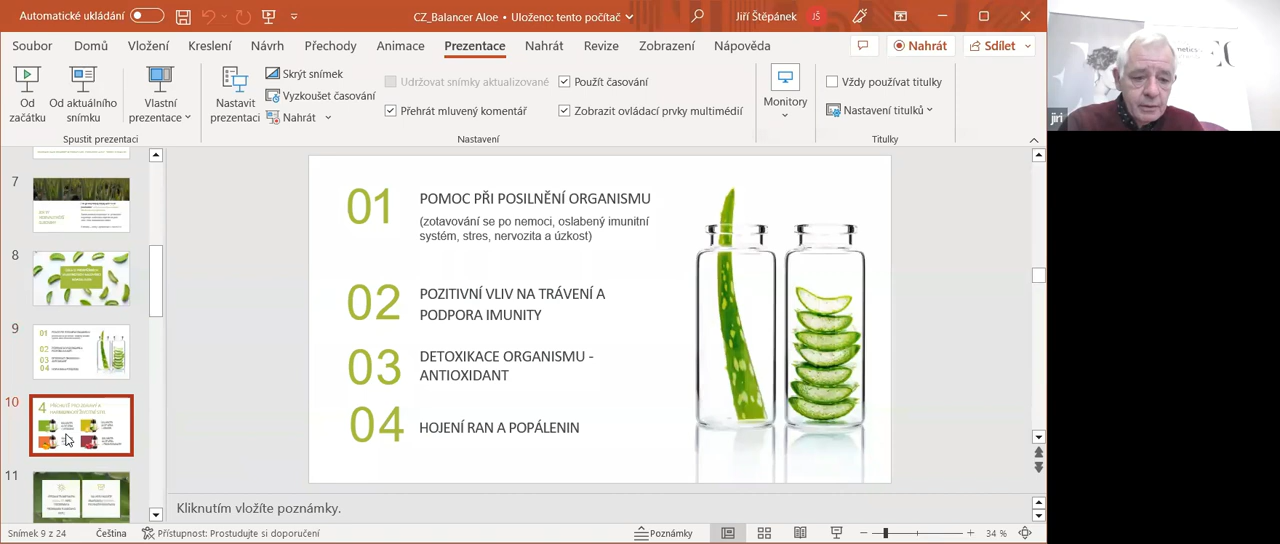 Automatické ukládání
CZ_Balancer Aloe • Uloženo: tento počítač
Jiří Štěpánek
JŠ
Soubor Domů Vložení Kreslení Návrh Přechody Animace Prezentace Nahrát Revize Zobrazení Nápověda
Nahrát
Sdílet
Od začátku
Od aktuálního snímku
Vlastní prezentace
Nastavit prezentaci
Skrýt snímek
Vyzkoušet časování
Nahrát
Udržovat snímky aktualizované
Přehrát mluvený komentář
Použít časování
Zobrazit ovládací prvky multimédií
Monitory
Vždy používat titulky
Nastavení titulků
Spustit prezentaci
Nastavení
Titulky
7
8
9
10
11
01
POMOC PŘI POSILNĚNÍ ORGANISMU
(zotavování se po nemoci, oslabený imunitní
systém, stres, nervozita a úzkost)
02
POZITIVNÍ VLIV NA TRÁVENÍ A
PODPORA IMUNITY
03
DETOXIKACE ORGANISMU -
ANTIOXIDANT
04
HOJENÍ RAN A POPÁLENIN
Kliknutím vložíte poznámky.
Snímek 9 z 24
Čeština
Přístupnost: Prostudujte si doporučení
Poznámky
34 %
jiri